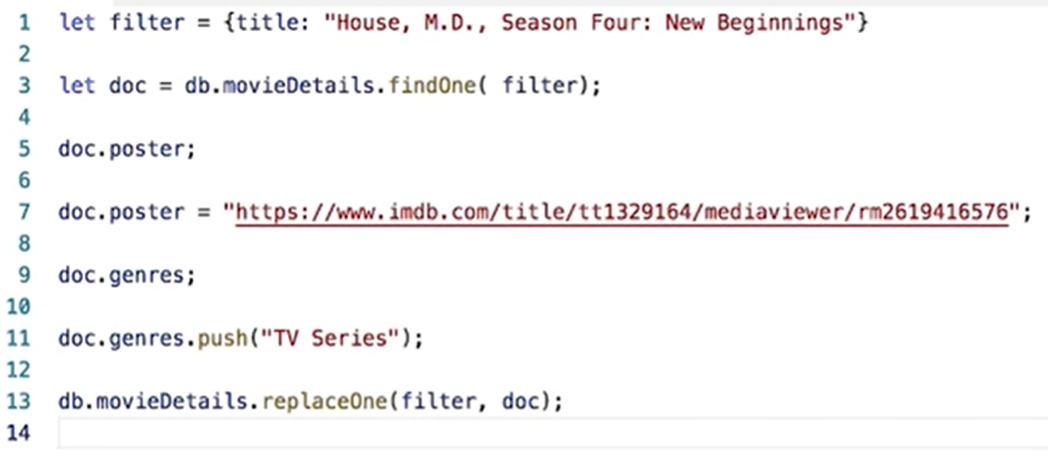 1 let filter = {title: "House, M.D., Season Four: New Beginnings"}
2
3 let doc = db.movieDetails.findOne( filter);
4
5 doc.poster;
6
7 doc.poster = "https://www.imdb.com/title/tt1329164/mediaviewer/rm2619416576";
8
9 doc.genres;
10
11 doc.genres.push("TV Series");
12
13 db.movieDetails.replaceOne(filter, doc);
14